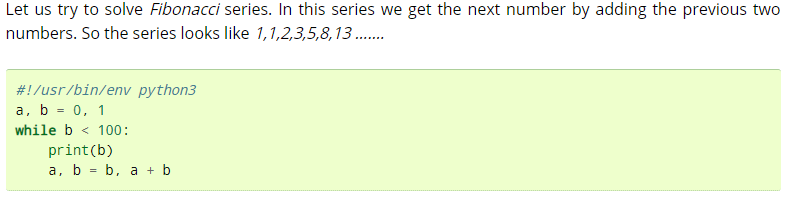 Let us try to solve Fibonacci series. In this series we get the next number by adding the previous two
numbers. So the series looks like 1,1,2,3,5,8,13.......
#!/usr/bin/env python3
a, b = 0, 1
while b < 100:
    print(b)
    a, b = b, a + b